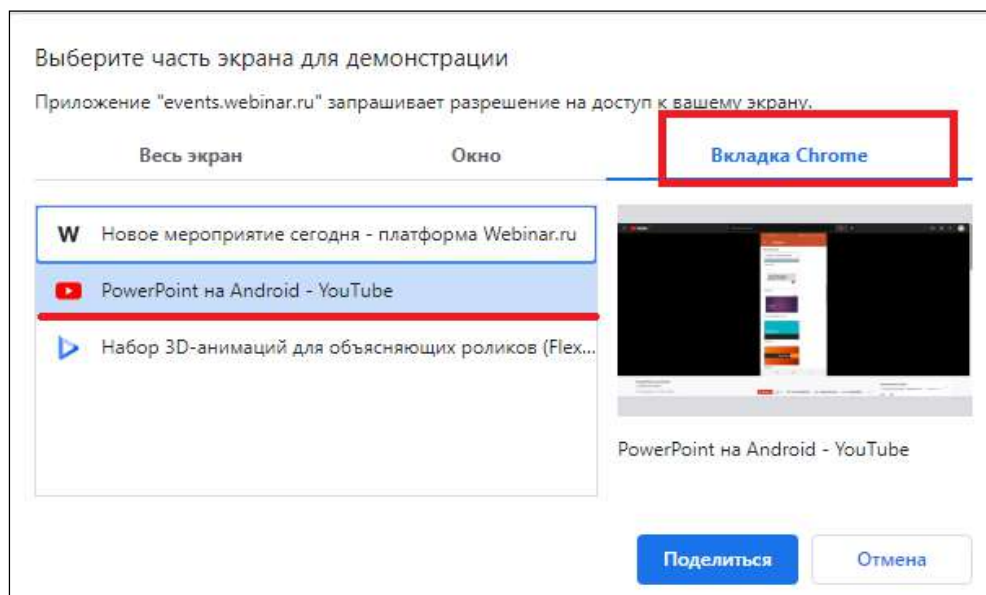 Выберите часть экрана для демонстрации
Приложение "events.webinar.ru" запрашивает разрешение на доступ к вашему экрану.
Весь экран Окно Вкладка Chrome
W Новое мероприятие сегодня - платформа Webinar.ru
PowerPoint на Android - YouTube
Набор 3D-анимаций для объясняющих роликов (Flex...
PowerPoint на Android - YouTube
Поделиться Отмена